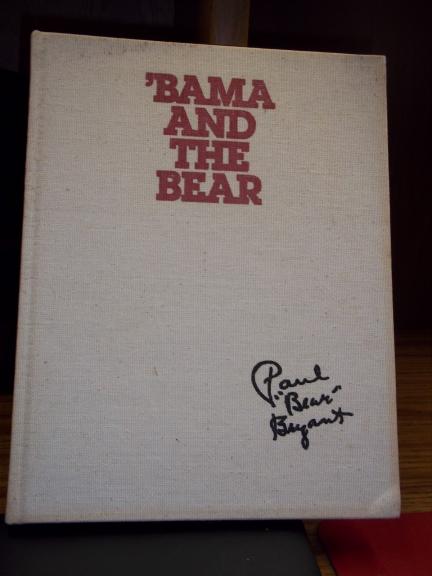 'BAMA
AND
THE
BEAR
Paul
"Bear"
Bryant